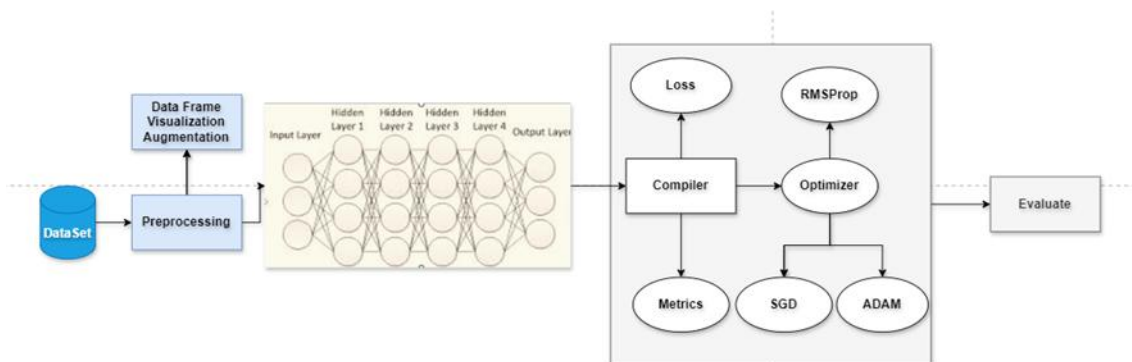 Data Frame
Visualization
Augmentation
DataSet
Preprocessing
Input Layer
Hidden
Layer 1
Hidden
Layer 2
Hidden
Layer 3
Hidden
Layer 4
Output Layer
Loss
RMSProp
Compiler
Optimizer
Metrics
SGD
ADAM
Evaluate